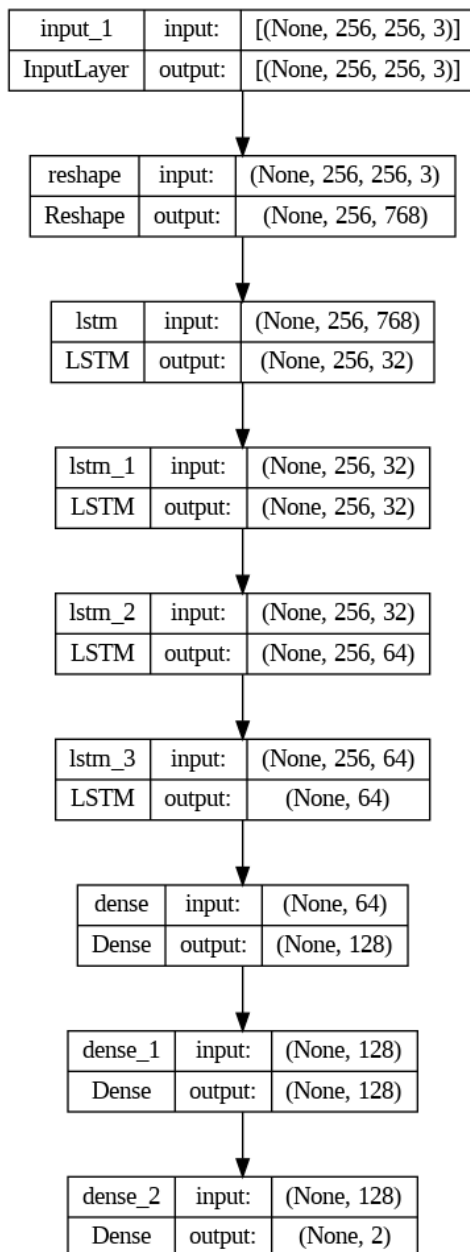 input_1 input: [(None, 256, 256, 3)]
InputLayer output: [(None, 256, 256, 3)]
reshape input: (None, 256, 256, 3)
Reshape output: (None, 256, 768)
lstm input: (None, 256, 768)
LSTM output: (None, 256, 32)
lstm_1 input: (None, 256, 32)
LSTM output: (None, 256, 32)
lstm_2 input: (None, 256, 32)
LSTM output: (None, 256, 64)
lstm_3 input: (None, 256, 64)
LSTM output: (None, 64)
dense input: (None, 64)
Dense output: (None, 128)
dense_1 input: (None, 128)
Dense output: (None, 128)
dense_2 input: (None, 128)
Dense output: (None, 2)